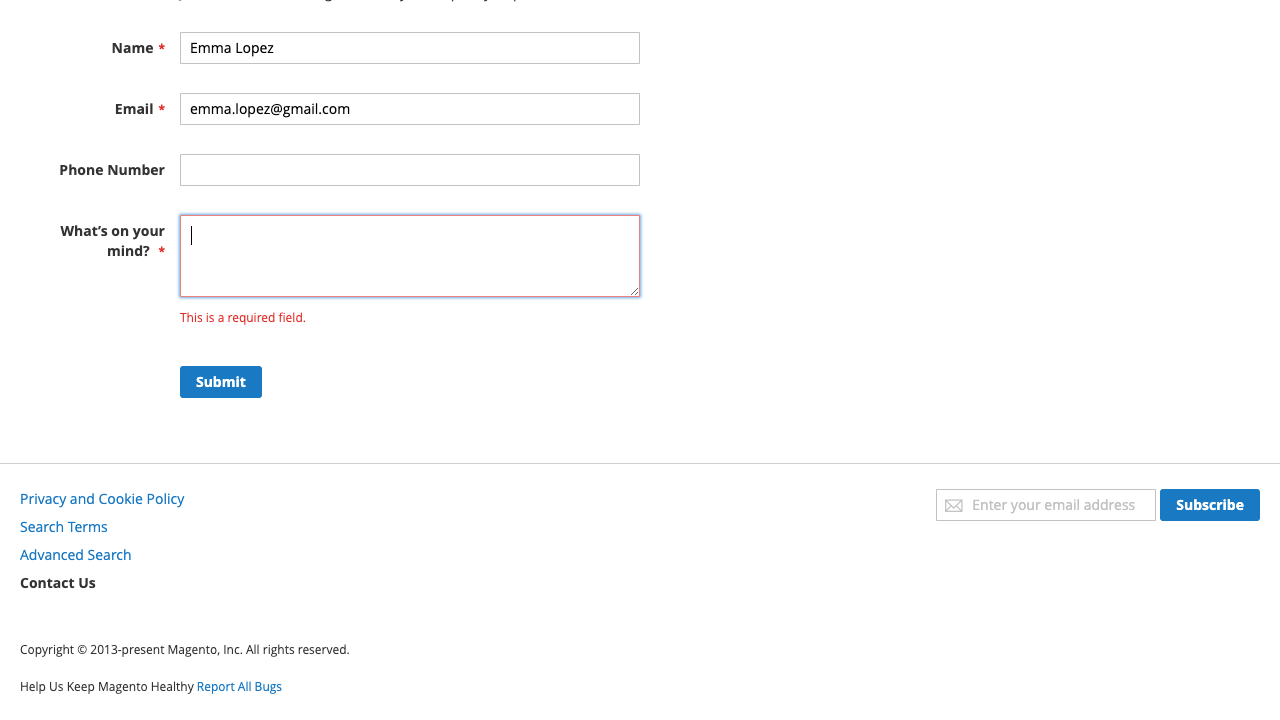 Name *
Emma Lopez
Email *
emma.lopez@gmail.com
Phone Number
What's on your
mind? *
This is a required field.
Submit
Privacy and Cookie Policy
Search Terms
Advanced Search
Contact Us
Enter your email address
Subscribe
Copyright © 2013-present Magento, Inc. All rights reserved.
Help Us Keep Magento Healthy Report All Bugs